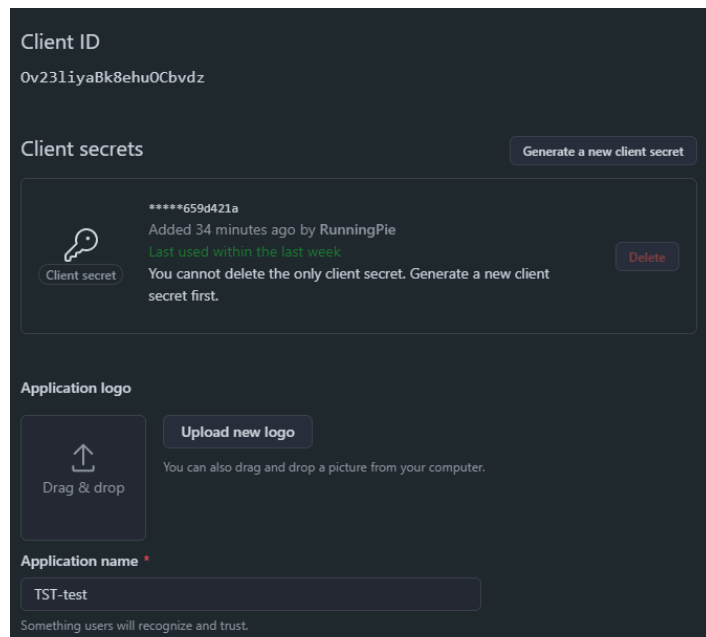 Client ID
Ov23liyaBk8ehuOCbvdz
Client secrets
Generate a new client secret
*****659d421a
Added 34 minutes ago by RunningPie
Last used within the last week
Client secret
You cannot delete the only client secret. Generate a new client
secret first.
Delete
Application logo
Upload new logo
You can also drag and drop a picture from your computer.
Drag & drop
Application name *
TST-test
Something users will recognize and trust.